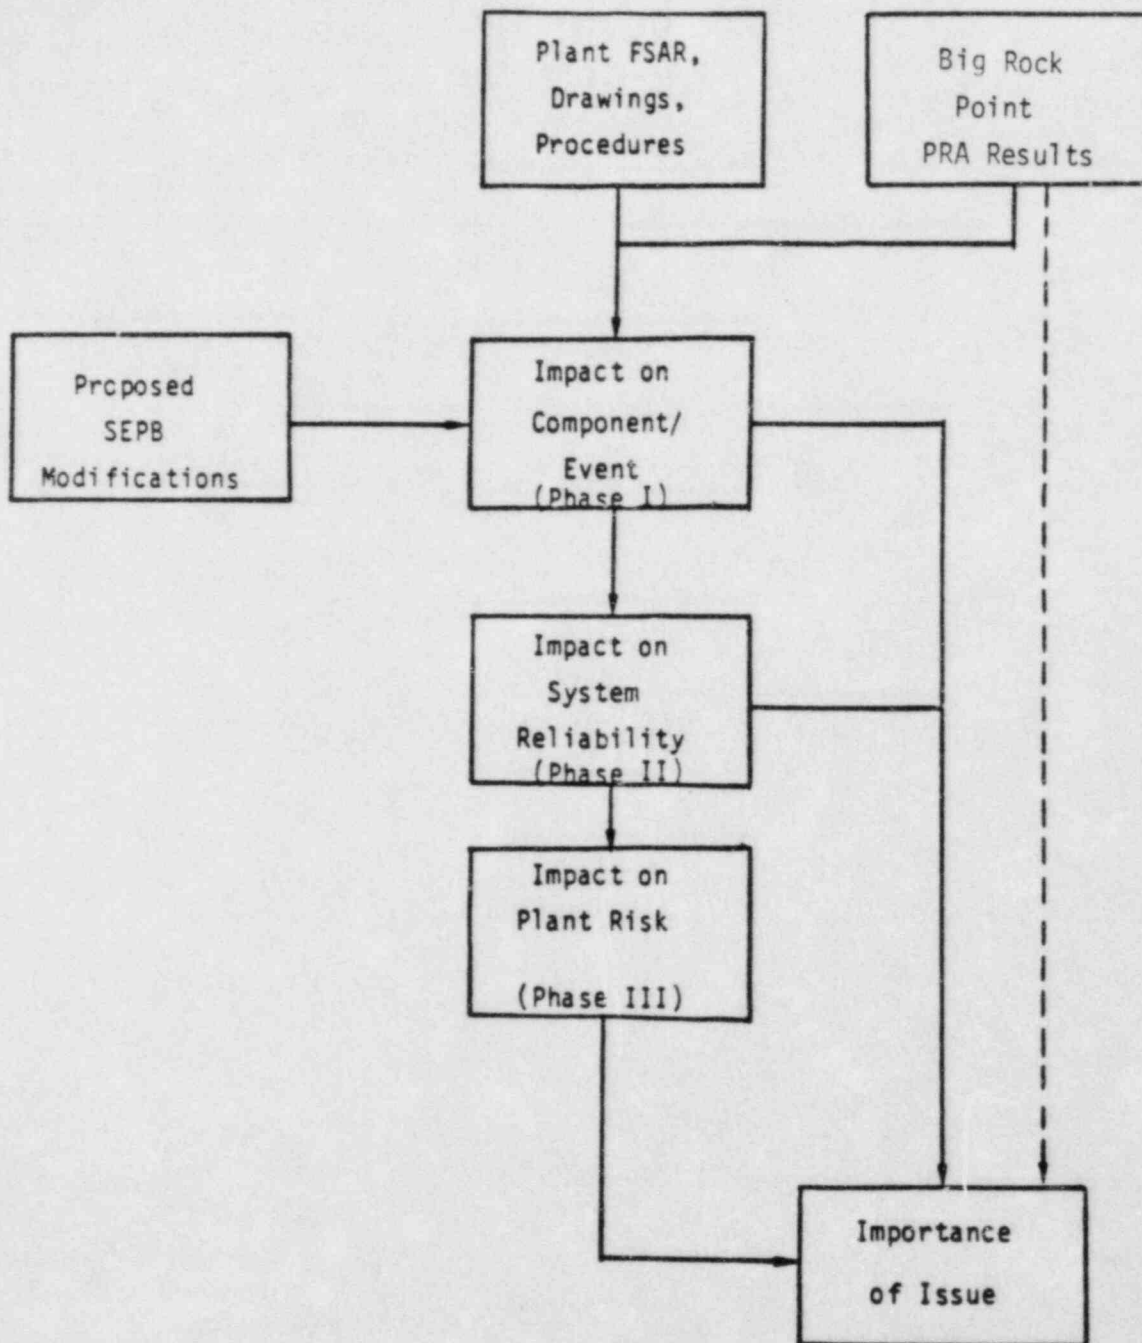 Plant FSAR,
Drawings,
Procedures
Big Rock
Point
PRA Results
Proposed
SEPB
Modifications
Impact on
Component/
Event
(Phase I)
Impact on
System
Reliability
(Phase II)
Impact on
Plant Risk
(Phase III)
Importance
of Issue